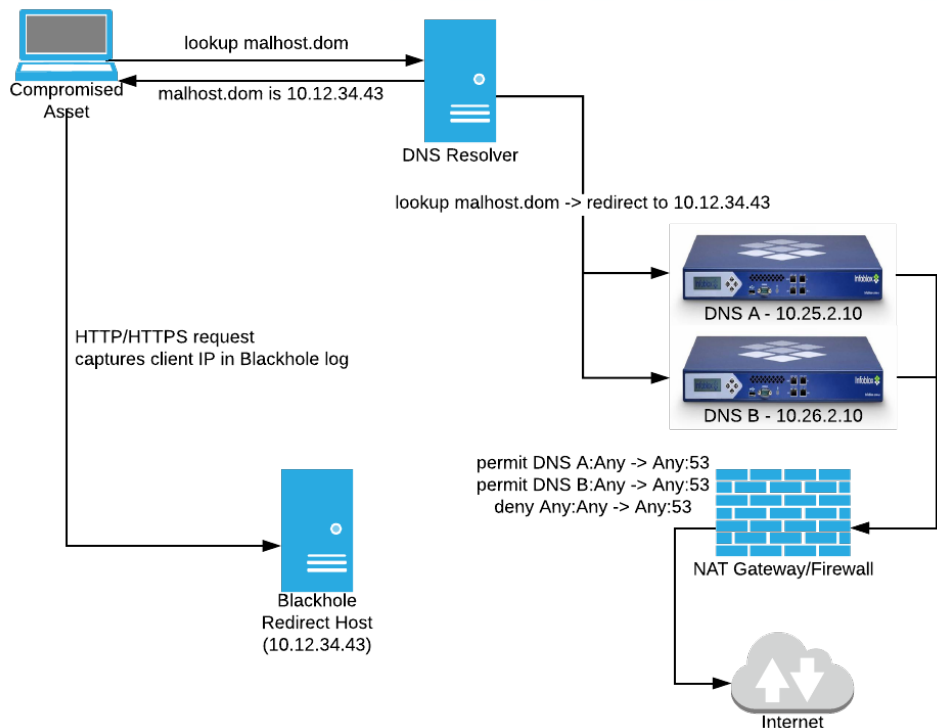 lookup malhost.dom
malhost.dom is 10.12.34.43
Compromised
Asset
DNS Resolver
lookup malhost.dom -> redirect to 10.12.34.43
Infoblox
DNS A - 10.25.2.10
Infoblox
DNS B - 10.26.2.10
HTTP/HTTPS request
captures client IP in Blackhole log
permit DNS A:Any -> Any:53
permit DNS B:Any -> Any:53
deny Any:Any -> Any:53
NAT Gateway/Firewall
Blackhole
Redirect Host
(10.12.34.43)
Internet